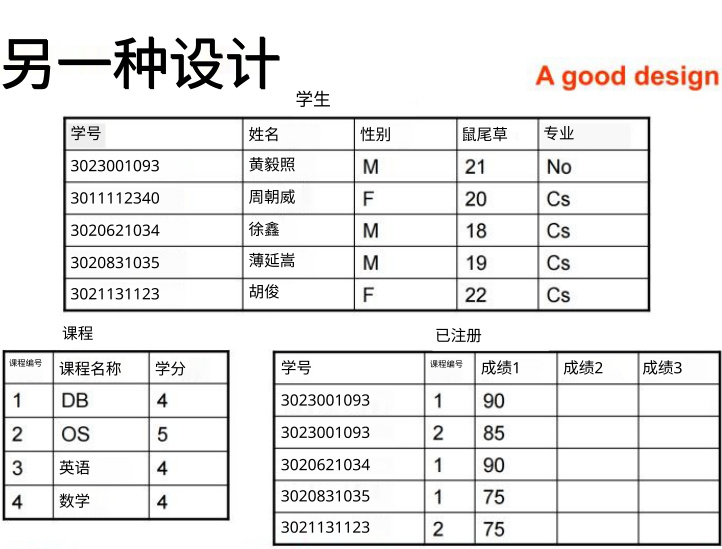 另一种设计
A good design
学生
学号 姓名 性别 鼠尾草 专业
3023001093 黄毅照 M 21 No
3011112340 周朝威 F 20 Cs
3020621034 徐鑫 M 18 Cs
3020831035 薄延嵩 M 19 Cs
3021131123 胡俊 F 22 Cs
课程
课程编号 课程名称 学分
1 DB 4
2 OS 5
3 英语 4
4 数学 4
已注册
学号 课程编号 成绩1 成绩2 成绩3
3023001093 1 90
3023001093 2 85
3020621034 1 90
3020831035 1 75
3021131123 2 75